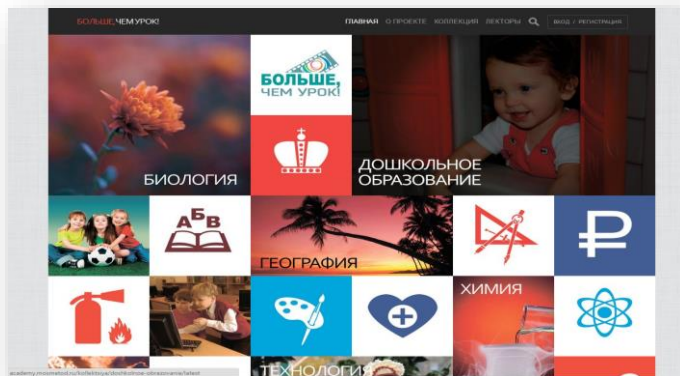 БОЛЬШЕ, ЧЕМ УРОК!
ГЛАВНАЯ О ПРОЕКТЕ КОЛЛЕКЦИЯ ЛЕКТОРЫ ВХОД / РЕГИСТРАЦИЯ
БОЛЬШЕ,
ЧЕМ УРОК!
БИОЛОГИЯ
ДОШКОЛЬНОЕ
ОБРАЗОВАНИЕ
АБВ
ГЕОГРАФИЯ
₽
ХИМИЯ
ТЕХНОЛОГИЯ